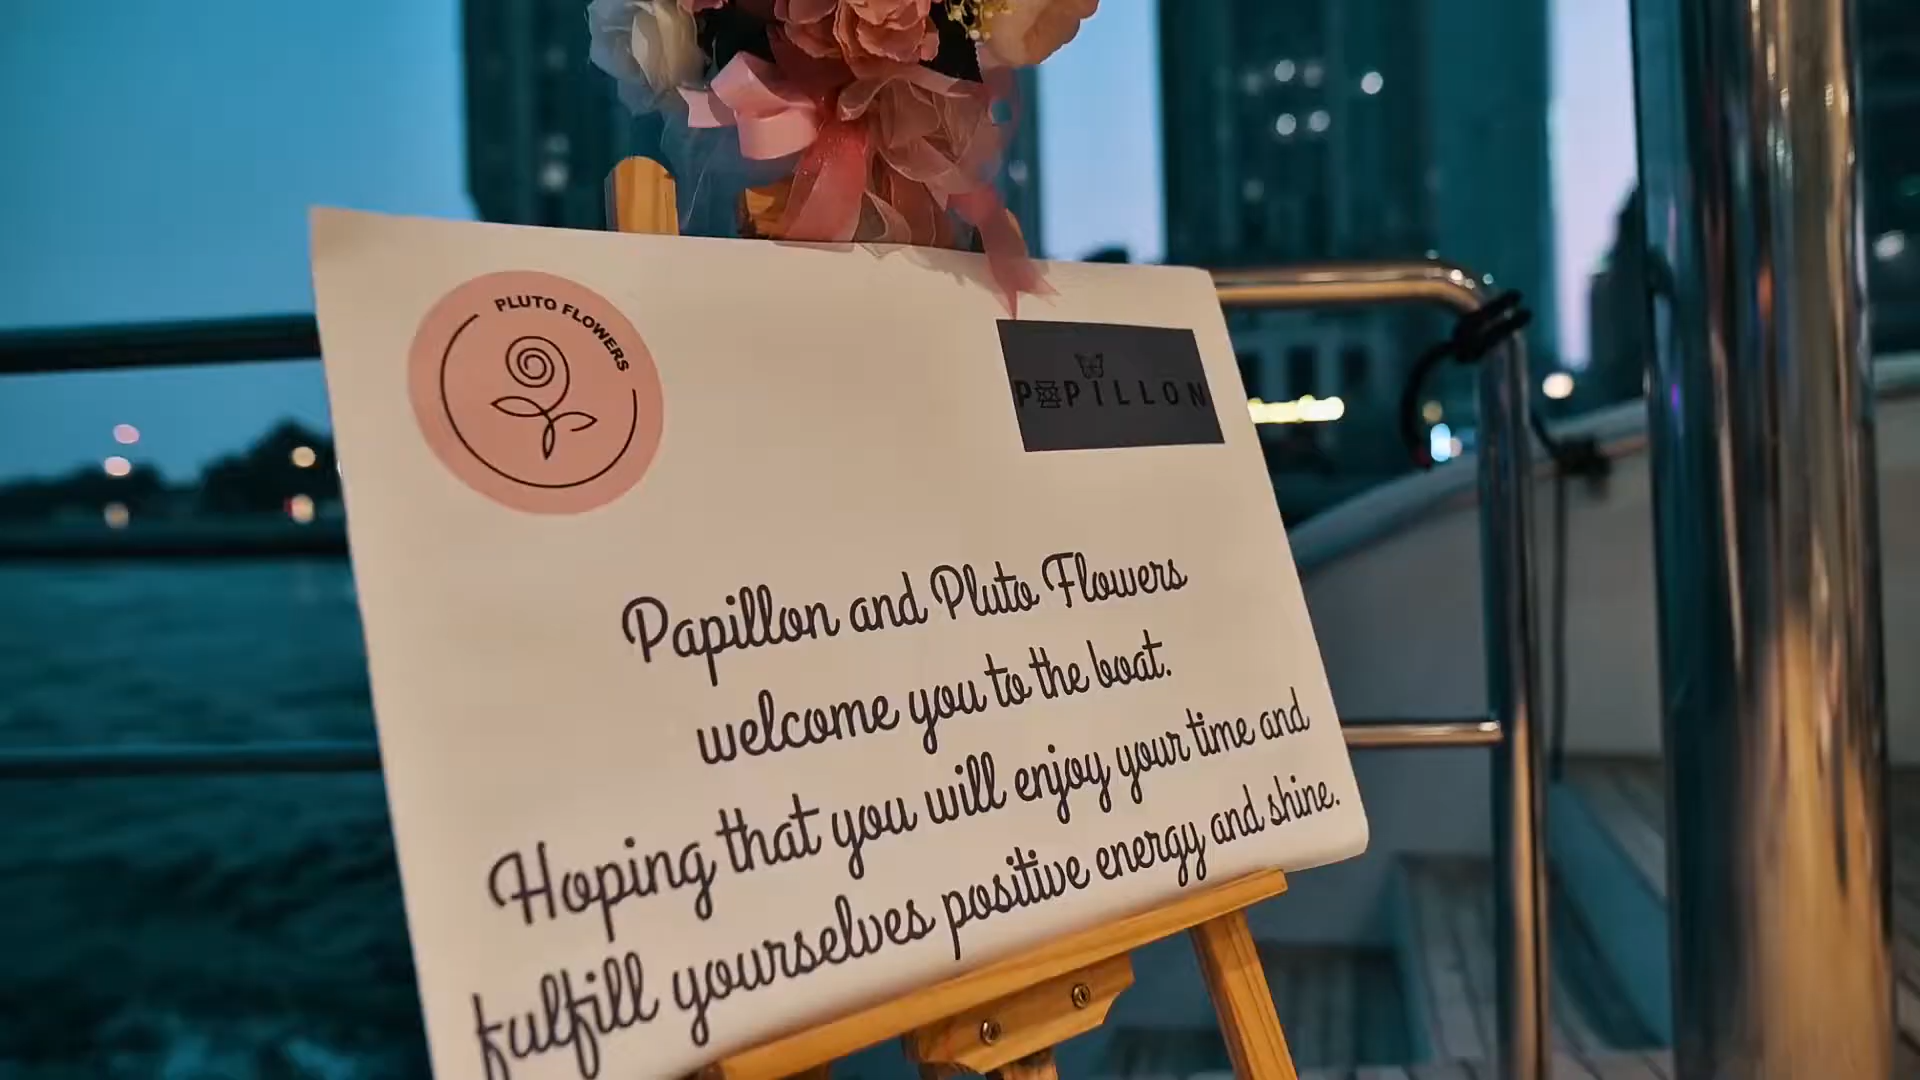 PLUTO FLOWERS
PAPILLON
Papillon and Pluto Flowers
welcome you to the boat.
Hoping that you will enjoy your time and
fulfill yourselves positive energy and shine.